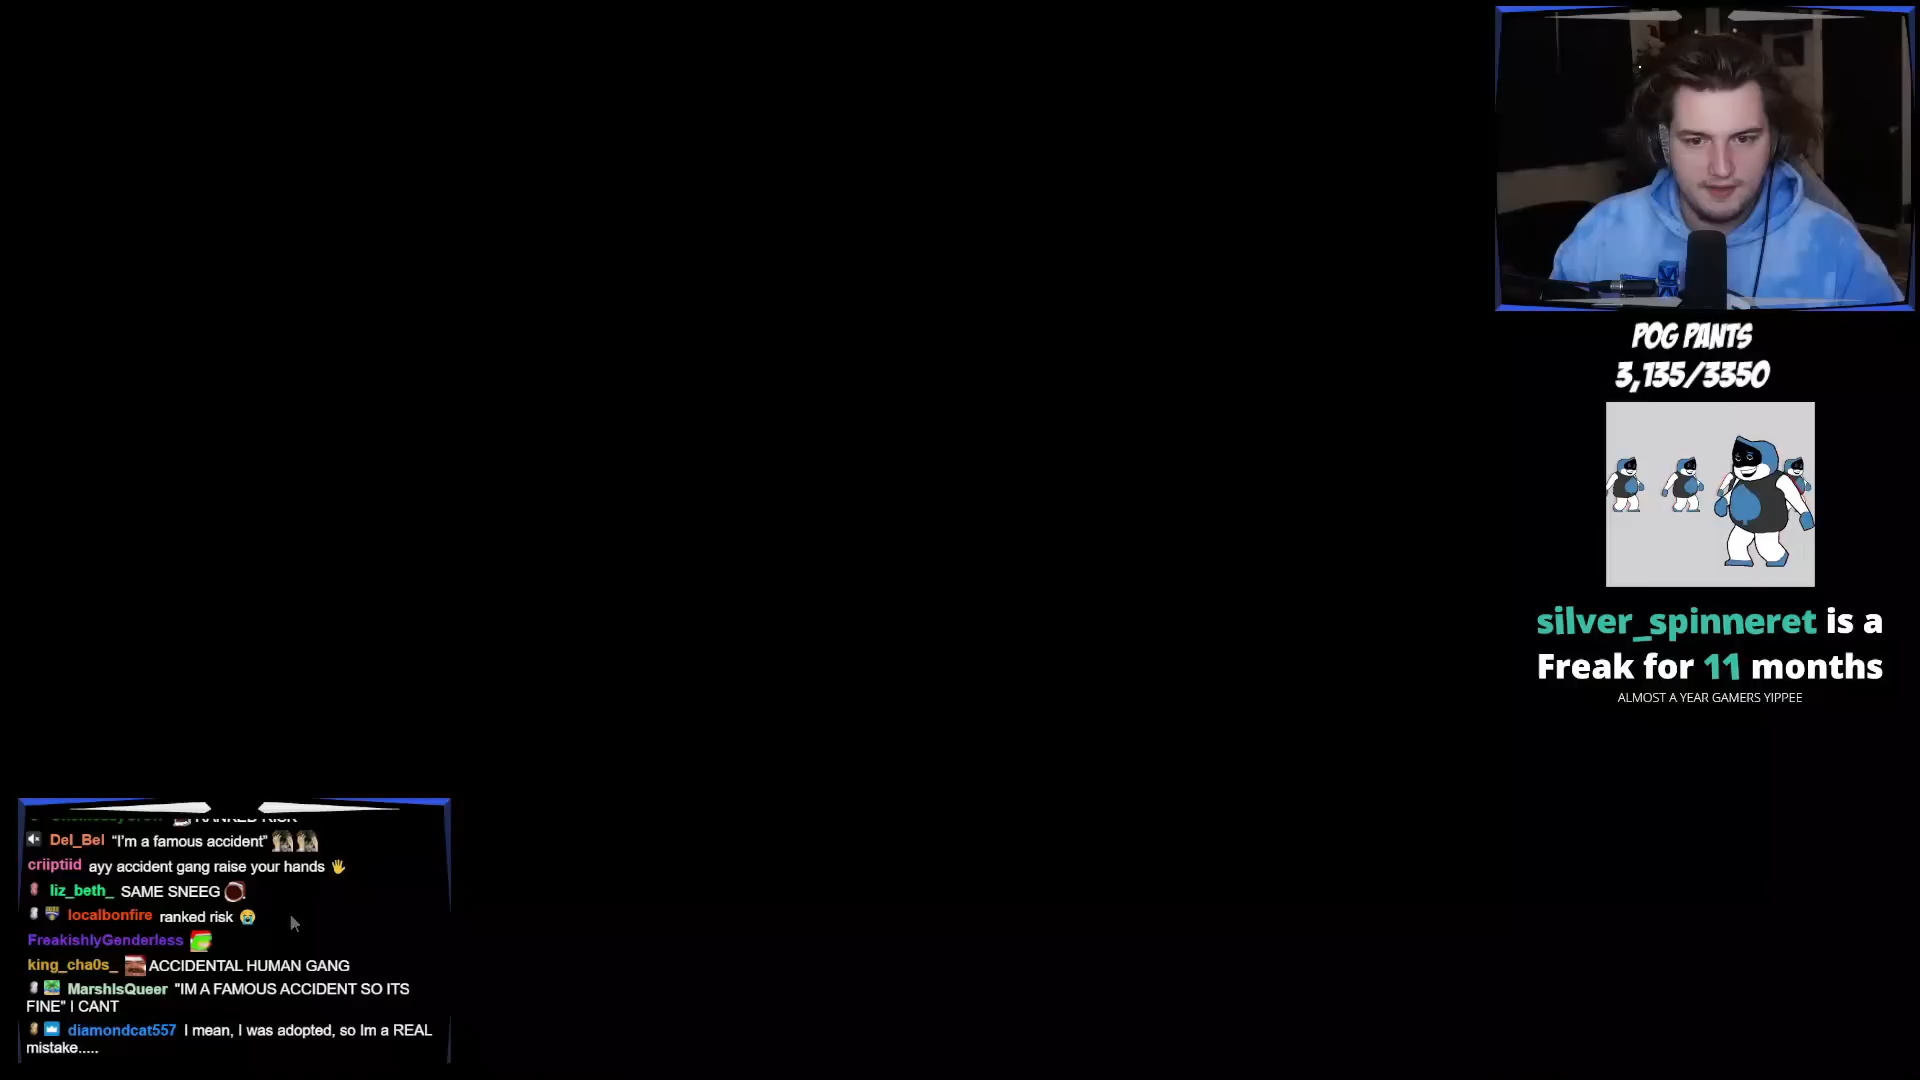 POG PANTS
3,135/3350
silver_spinneret is a
Freak for 11 months
ALMOST A YEAR GAMERS YIPPEE
RANKED RISK
Del_Bel “I’m a famous accident”
criiptiid ayy accident gang raise your hands 🖐
liz_beth_ SAME SNEEG
localbonfire ranked risk 😭
FreakishlyGenderless
king_cha0s_ ACCIDENTAL HUMAN GANG
MarshIsQueer "IM A FAMOUS ACCIDENT SO ITS
FINE" I CANT
diamondcat557 I mean, I was adopted, so Im a REAL
mistake.....